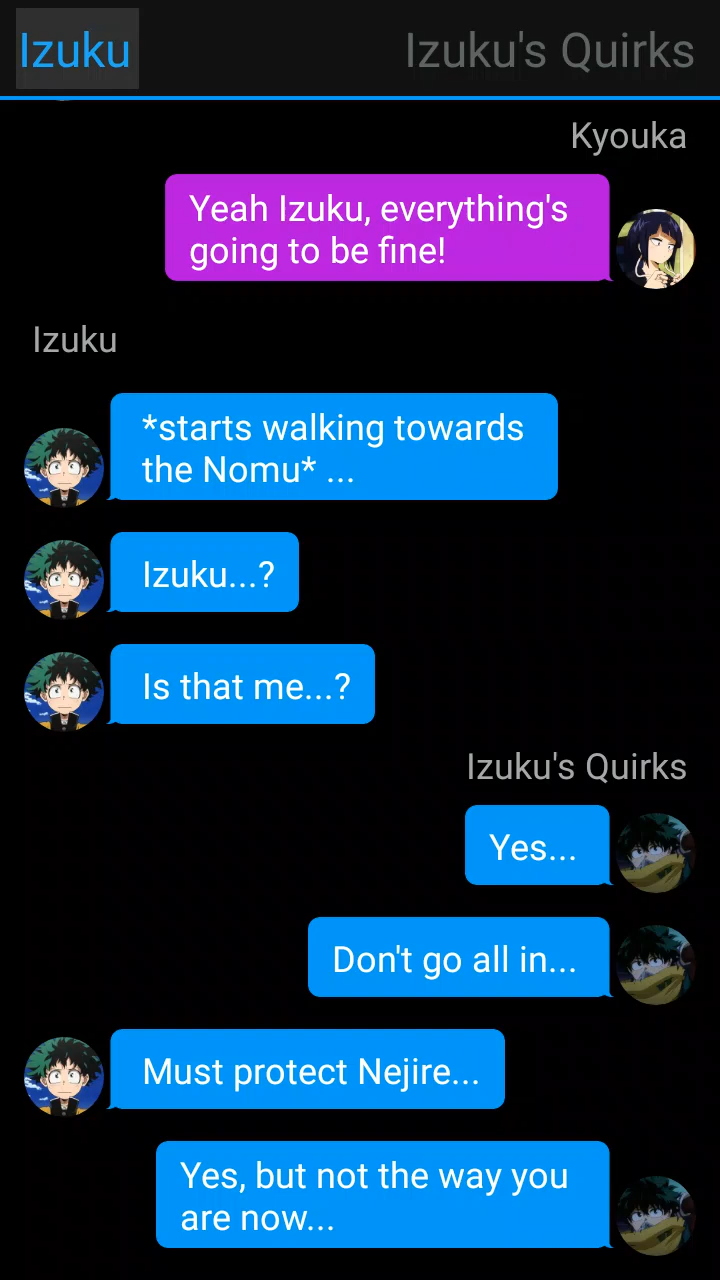 Izuku
Izuku's Quirks
Kyouka
Yeah Izuku, everything's
going to be fine!
Izuku
*starts walking towards
the Nomu* ...
Izuku...?
Is that me...?
Izuku's Quirks
Yes...
Don't go all in...
Must protect Nejire...
Yes, but not the way you
are now...